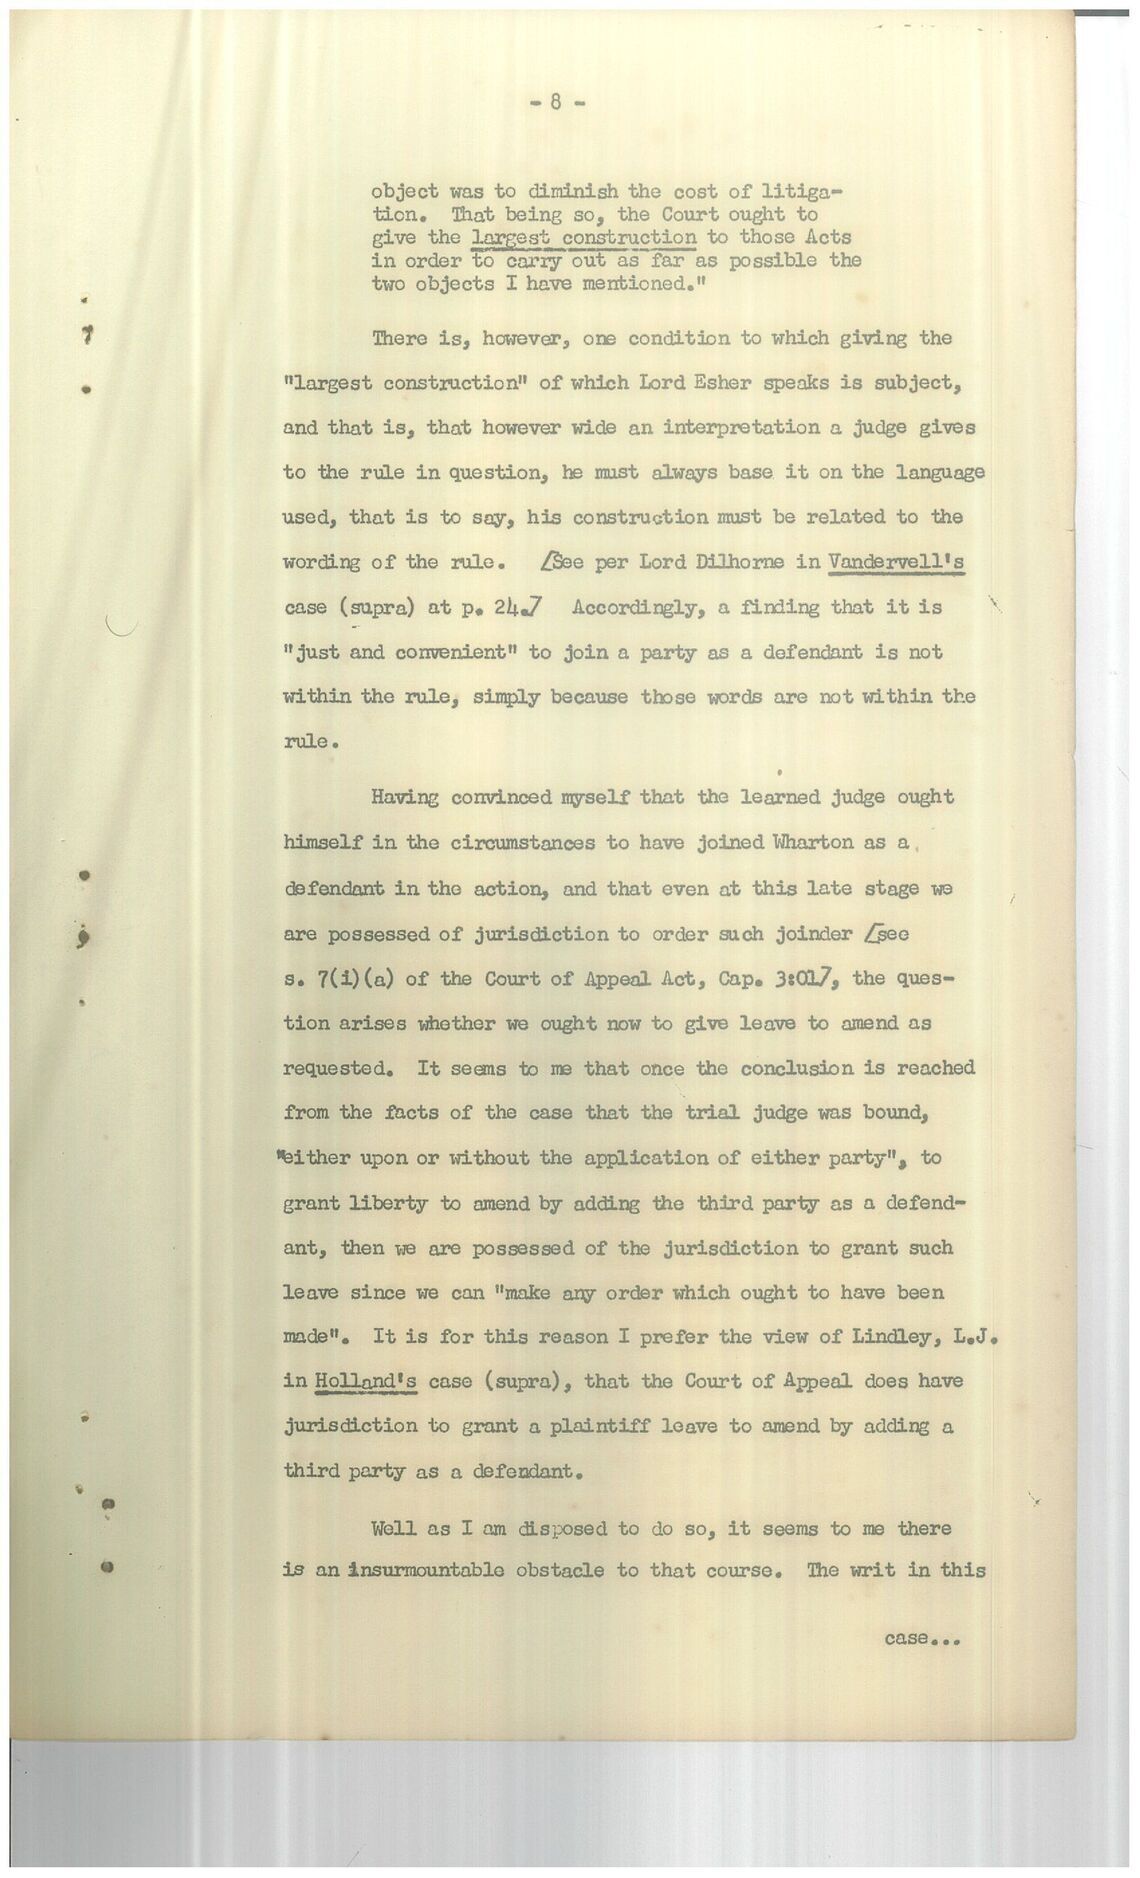 - 8 -
object was to diminish the cost of litiga-
tion. That being so, the Court ought to
give the largest construction to those Acts
in order to carry out as far as possible the
two objects I have mentioned."
There is, however, one condition to which giving the
"largest construction" of which Lord Esher speaks is subject,
and that is, that however wide an interpretation a judge gives
to the rule in question, he must always base it on the language
used, that is to say, his construction must be related to the
wording of the rule. [See per Lord Dilhorne in Vandervell's
case (supra) at p. 24.] Accordingly, a finding that it is
"just and convenient" to join a party as a defendant is not
within the rule, simply because those words are not within the
rule.
Having convinced myself that the learned judge ought
himself in the circumstances to have joined Wharton as a
defendant in the action, and that even at this late stage we
are possessed of jurisdiction to order such joinder [see
s. 7(i)(a) of the Court of Appeal Act, Cap. 3:01], the ques-
tion arises whether we ought now to give leave to amend as
requested. It seems to me that once the conclusion is reached
from the facts of the case that the trial judge was bound,
"either upon or without the application of either party", to
grant liberty to amend by adding the third party as a defend-
ant, then we are possessed of the jurisdiction to grant such
leave since we can "make any order which ought to have been
made". It is for this reason I prefer the view of Lindley, L.J.
in Holland's case (supra), that the Court of Appeal does have
jurisdiction to grant a plaintiff leave to amend by adding a
third party as a defendant.
Well as I am disposed to do so, it seems to me there
is an insurmountable obstacle to that course. The writ in this
case...